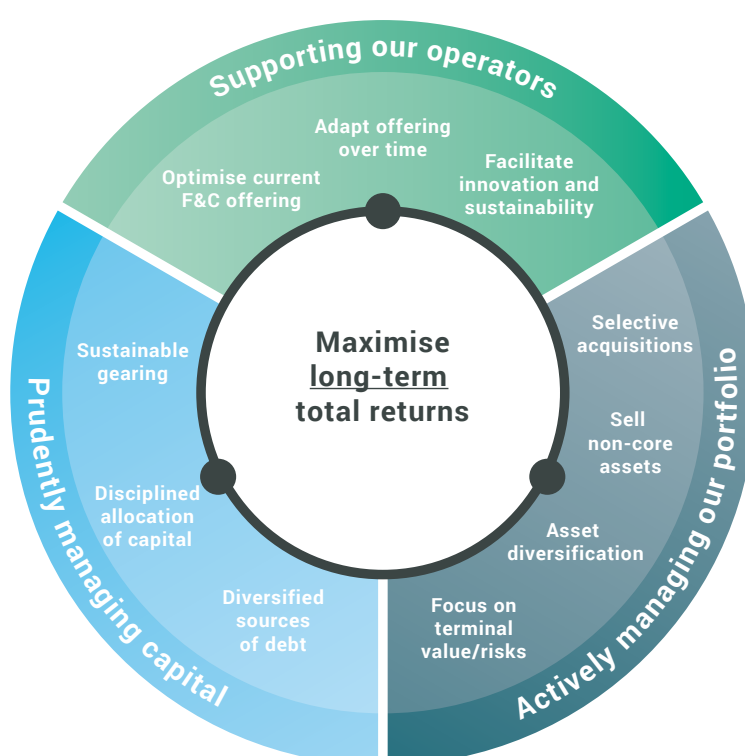 Supporting our operators
Adapt offering
over time
Optimise current
F&C offering
Facilitate
innovation and
sustainability
Maximise
long-term
total returns
Prudently managing capital
Sustainable
gearing
Disciplined
allocation
of capital
Diversified
sources
of debt
Actively managing our portfolio
Selective
acquisitions
Sell
non-core
assets
Asset
diversification
Focus on
terminal
value/risks